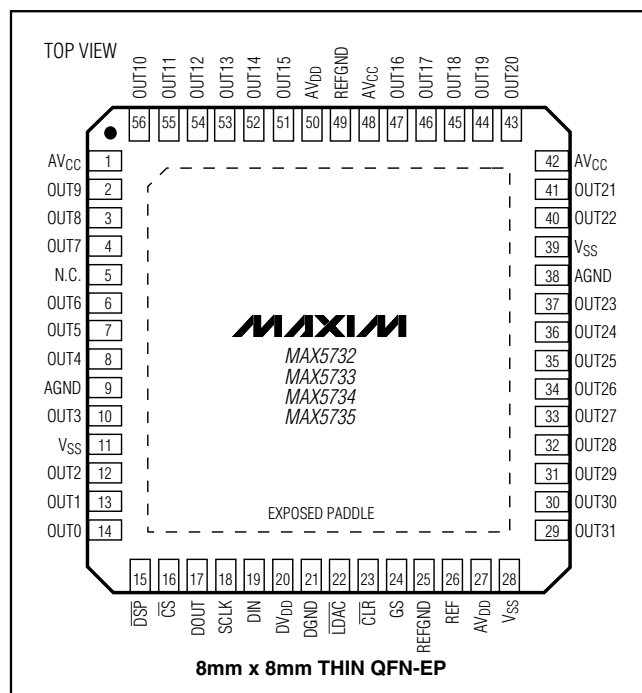 TOP VIEW
OUT10 OUT11 OUT12 OUT13 OUT14 OUT15 AVDD REFGND AVCC OUT16 OUT17 OUT18 OUT19 OUT20
56 55 54 53 52 51 50 49 48 47 46 45 44 43
AVCC 1 42 AVCC
OUT9 2 41 OUT21
OUT8 3 40 OUT22
OUT7 4 39 VSS
N.C. 5 38 AGND
OUT6 6 37 OUT23
OUT5 7 36 OUT24
OUT4 8 35 OUT25
AGND 9 34 OUT26
OUT3 10 33 OUT27
VSS 11 32 OUT28
OUT2 12 31 OUT29
OUT1 13 30 OUT30
OUT0 14 29 OUT31
MAXIM
MAX5732
MAX5733
MAX5734
MAX5735
EXPOSED PADDLE
15 16 17 18 19 20 21 22 23 24 25 26 27 28
DSP CS DOUT SCLK DIN DVDD DGND LDAC CLR GS REFGND REF AVDD VSS
8mm x 8mm THIN QFN-EP